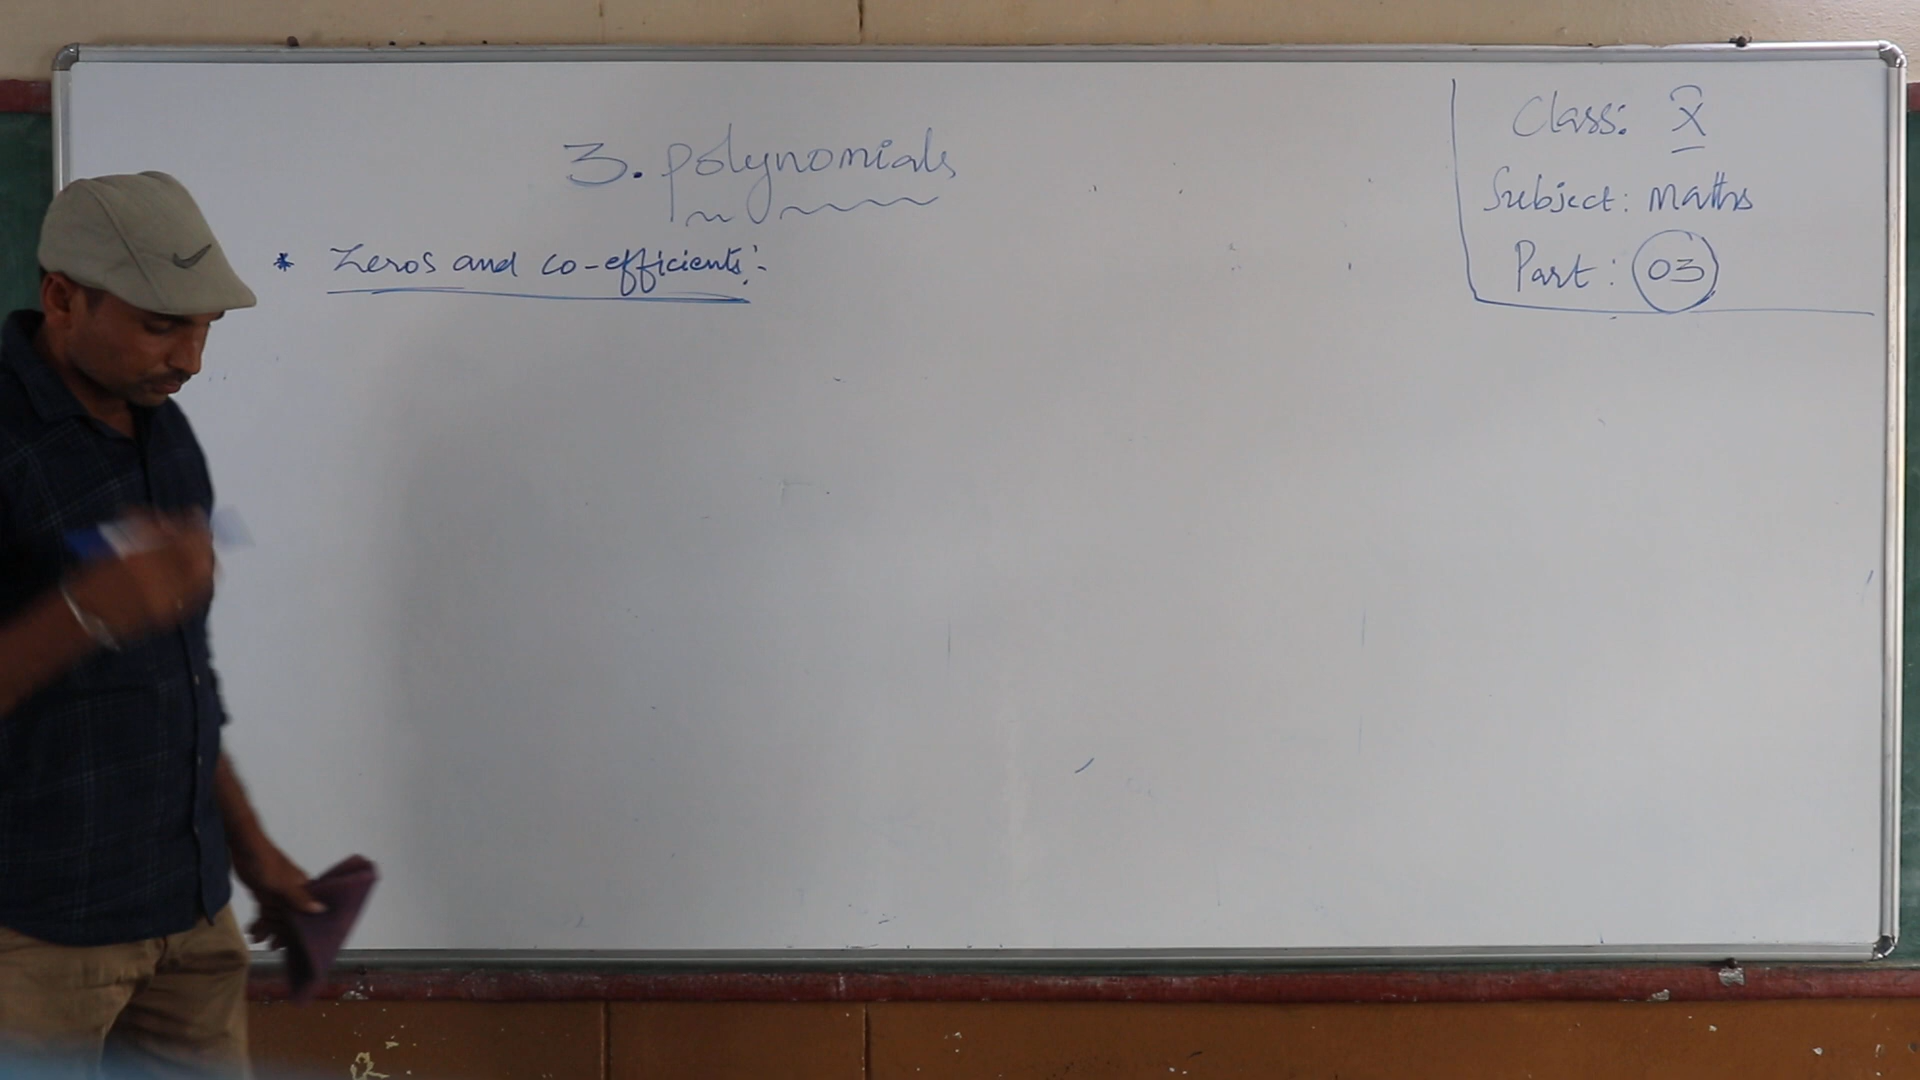 3. polynomials
* Zeros and co-efficients:-
Class: X
Subject: Maths
Part: 03